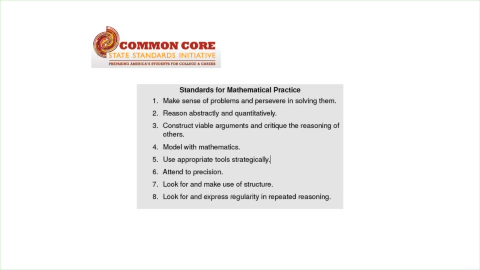 COMMON CORE
STATE STANDARDS INITIATIVE
PREPARING AMERICA'S STUDENTS FOR COLLEGE & CAREER
Standards for Mathematical Practice
1. Make sense of problems and persevere in solving them.
2. Reason abstractly and quantitatively.
3. Construct viable arguments and critique the reasoning of
others.
4. Model with mathematics.
5. Use appropriate tools strategically.
6. Attend to precision.
7. Look for and make use of structure.
8. Look for and express regularity in repeated reasoning.